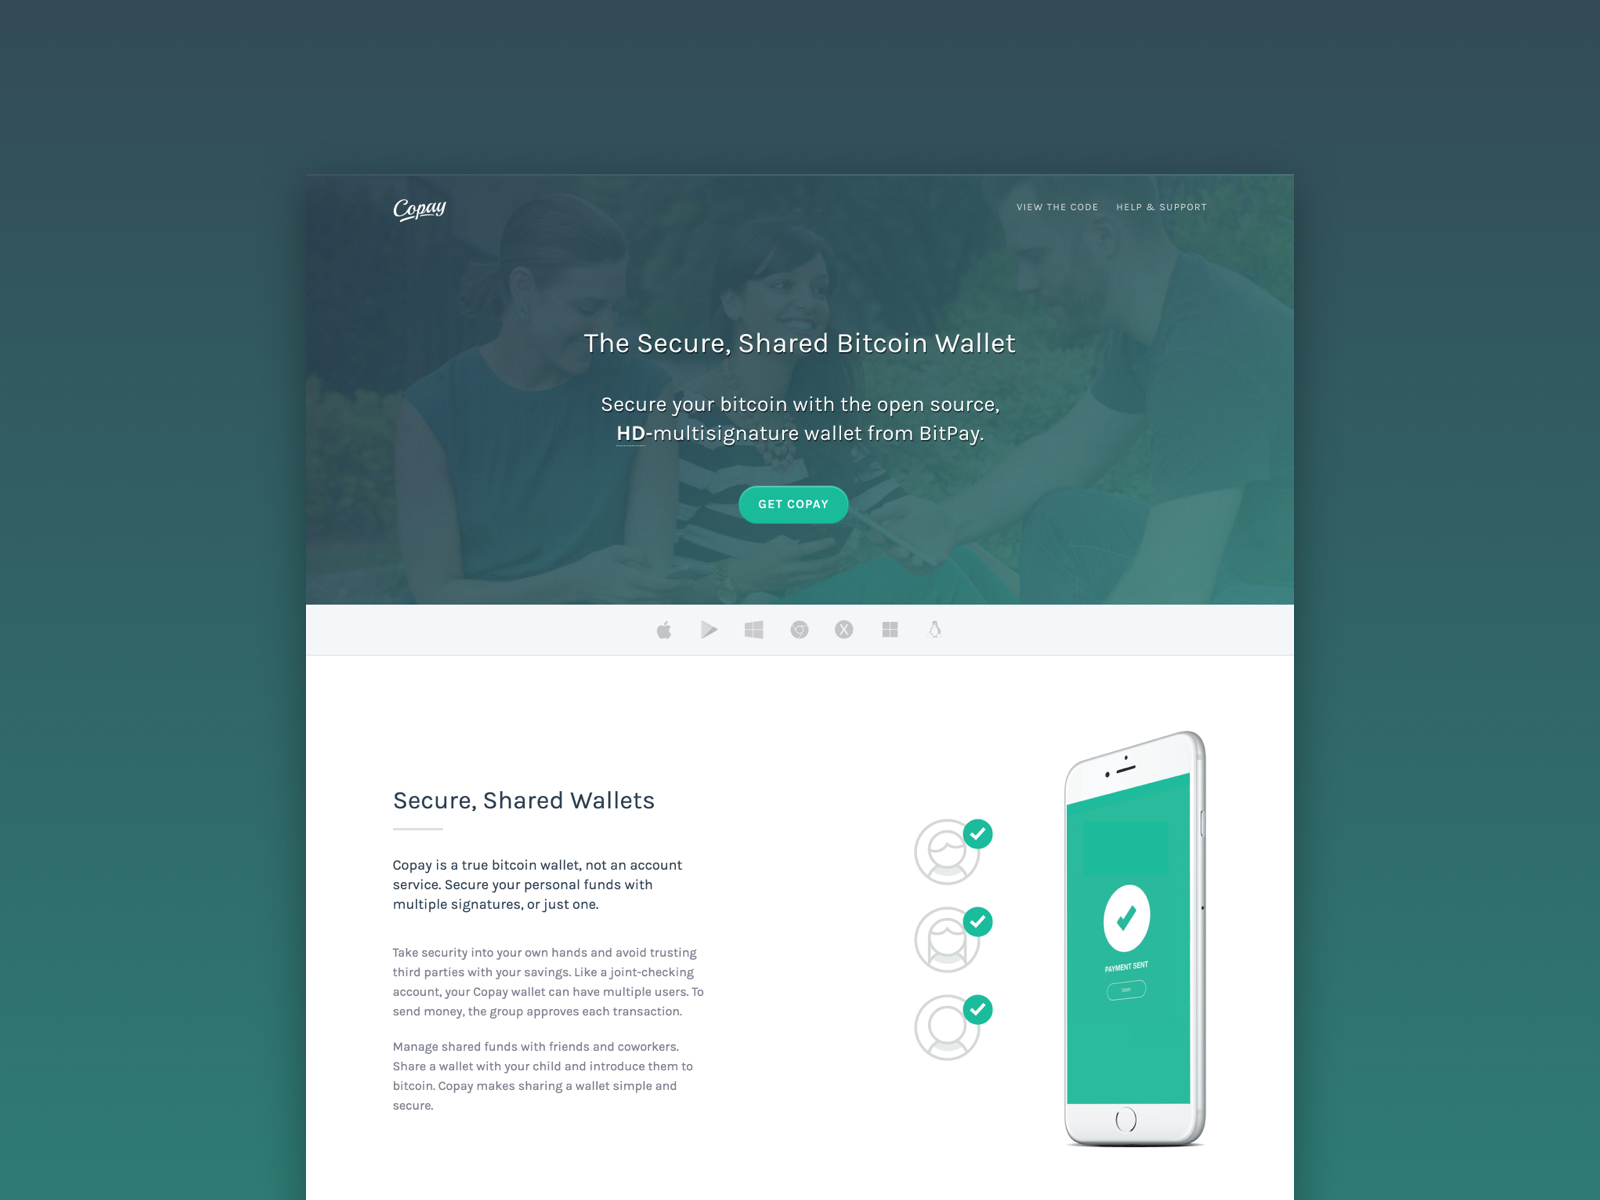 Copay
VIEW THE CODE
HELP & SUPPORT
The Secure, Shared Bitcoin Wallet
Secure your bitcoin with the open source,
HD-multisignature wallet from BitPay.
GET COPAY
Secure, Shared Wallets
Copay is a true bitcoin wallet, not an account
service. Secure your personal funds with
multiple signatures, or just one.
Take security into your own hands and avoid trusting
third parties with your savings. Like a joint-checking
account, your Copay wallet can have multiple users. To
send money, the group approves each transaction.
Manage shared funds with friends and coworkers.
Share a wallet with your child and introduce them to
bitcoin. Copay makes sharing a wallet simple and
secure.
PAYMENT SENT